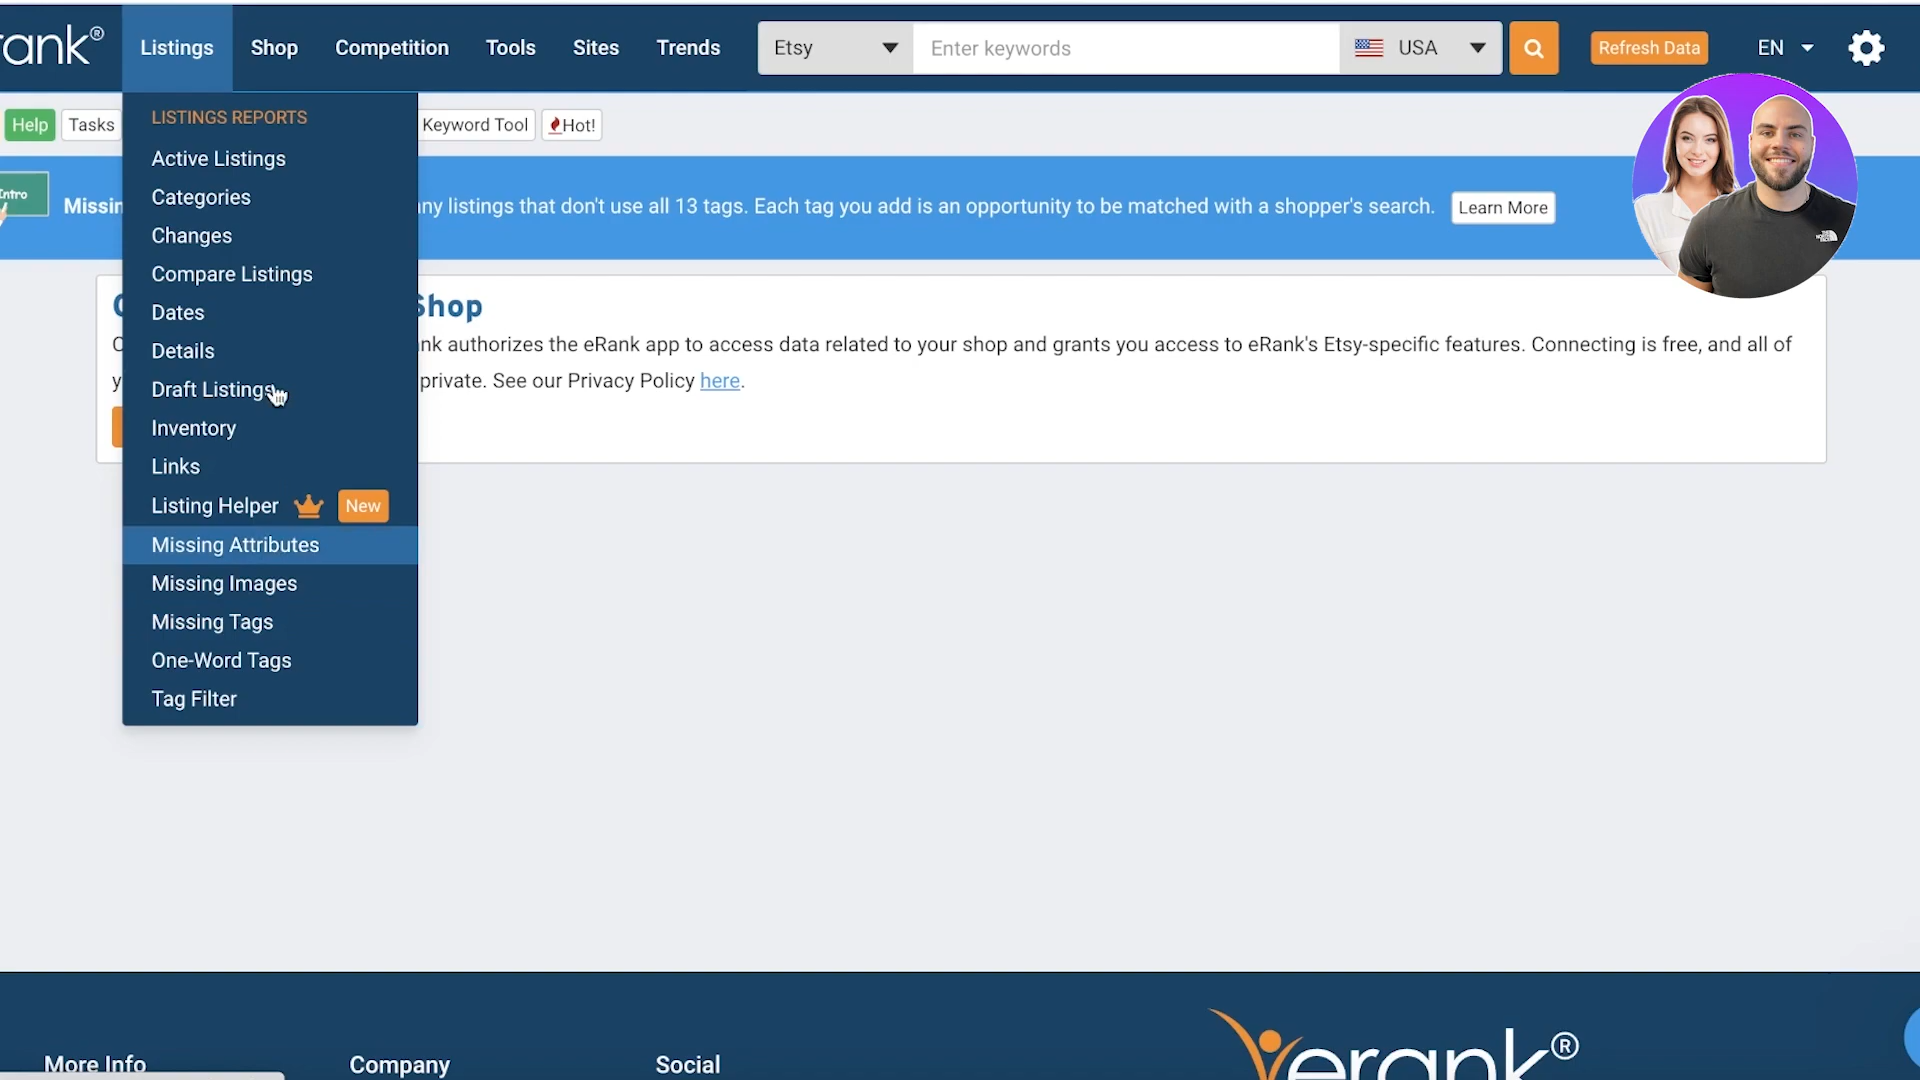 ank®
Listings
Shop
Competition
Tools
Sites
Trends
Etsy
Enter keywords
USA
Refresh Data
EN
Help
Tasks
Keyword Tool
Hot!
LISTINGS REPORTS
Active Listings
Categories
Changes
Compare Listings
Dates
Details
Draft Listings
Inventory
Links
Listing Helper New
Missing Attributes
Missing Images
Missing Tags
One-Word Tags
Tag Filter
Intro
Missin
ny listings that don't use all 13 tags. Each tag you add is an opportunity to be matched with a shopper's search.
Learn More
Shop
nk authorizes the eRank app to access data related to your shop and grants you access to eRank's Etsy-specific features. Connecting is free, and all of
y
private. See our Privacy Policy here.
More Info
Company
Social
erank®